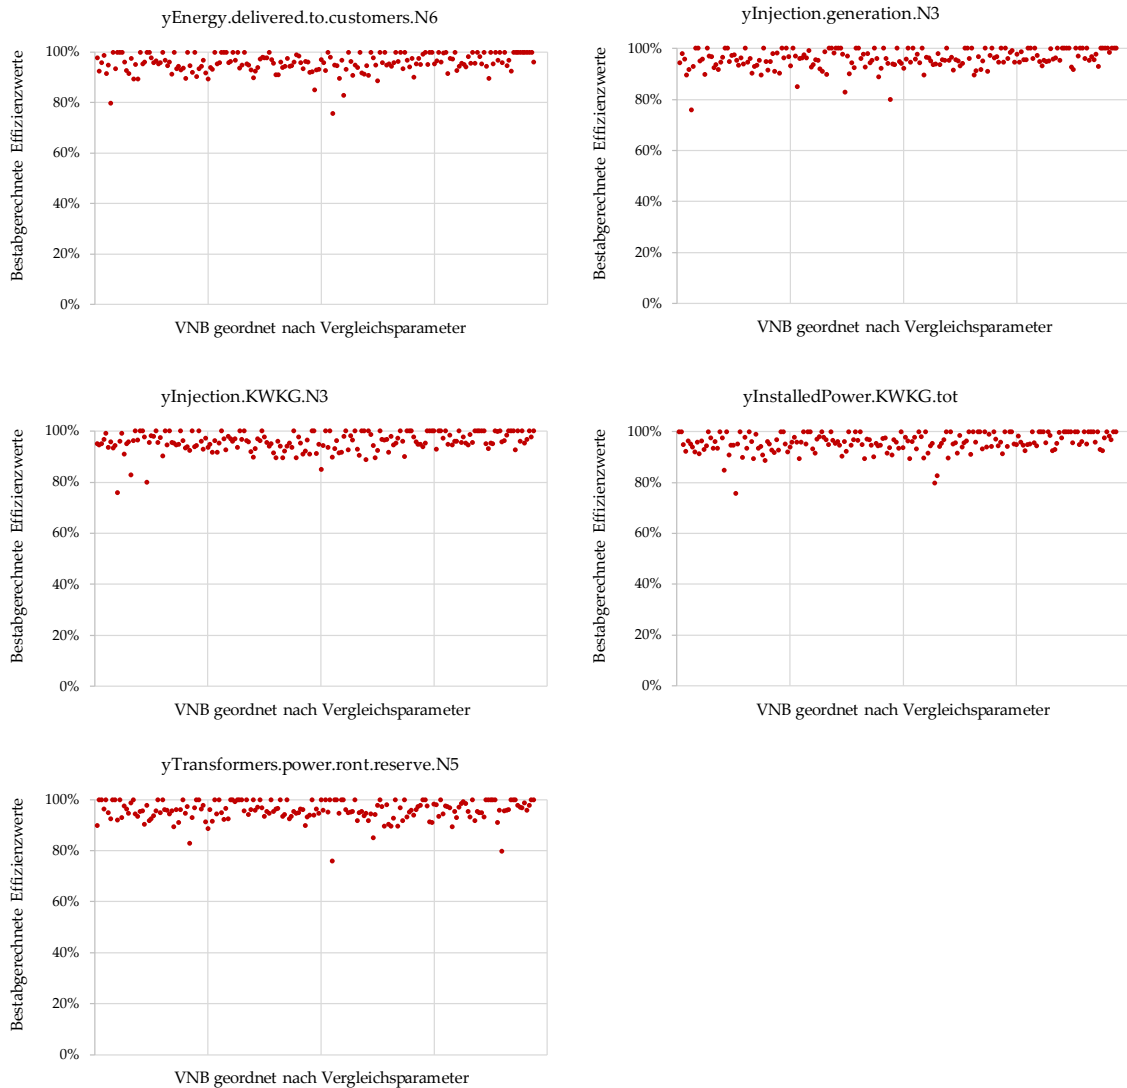 yEnergy.delivered.to.customers.N6
Bestabgerechnete Effizienzwerte
100%
80%
60%
40%
20%
0%
VNB geordnet nach Vergleichsparameter
yInjection.generation.N3
Bestabgerechnete Effizienzwerte
100%
80%
60%
40%
20%
0%
VNB geordnet nach Vergleichsparameter
yInjection.KWKG.N3
Bestabgerechnete Effizienzwerte
100%
80%
60%
40%
20%
0%
VNB geordnet nach Vergleichsparameter
yInstalledPower.KWKG.tot
Bestabgerechnete Effizienzwerte
100%
80%
60%
40%
20%
0%
VNB geordnet nach Vergleichsparameter
yTransformers.power.ront.reserve.N5
Bestabgerechnete Effizienzwerte
100%
80%
60%
40%
20%
0%
VNB geordnet nach Vergleichsparameter